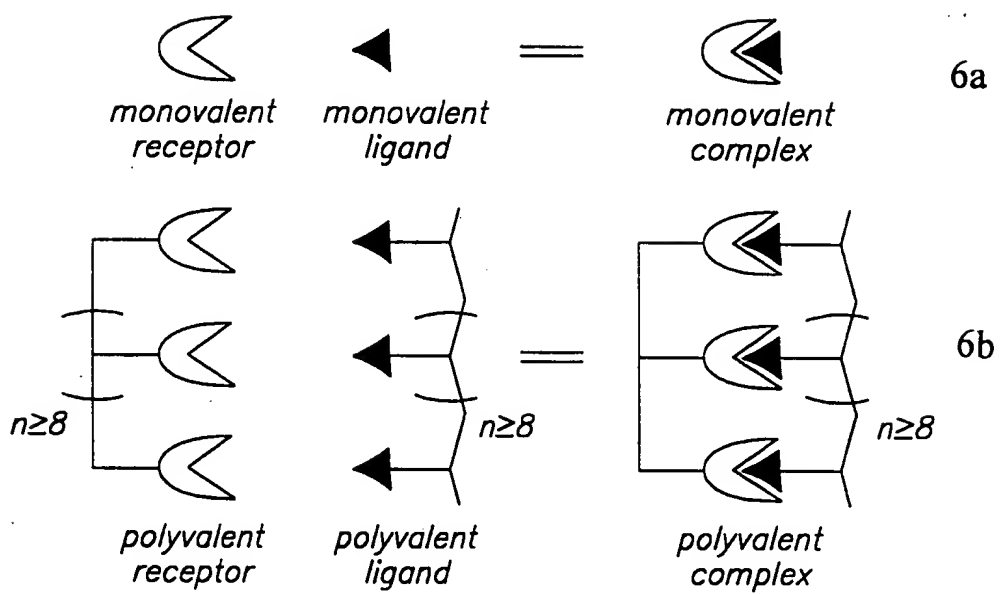 6a
monovalent
receptor
monovalent
ligand
monovalent
complex
6b
n≥8
n≥8
n≥8
polyvalent
receptor
polyvalent
ligand
polyvalent
complex